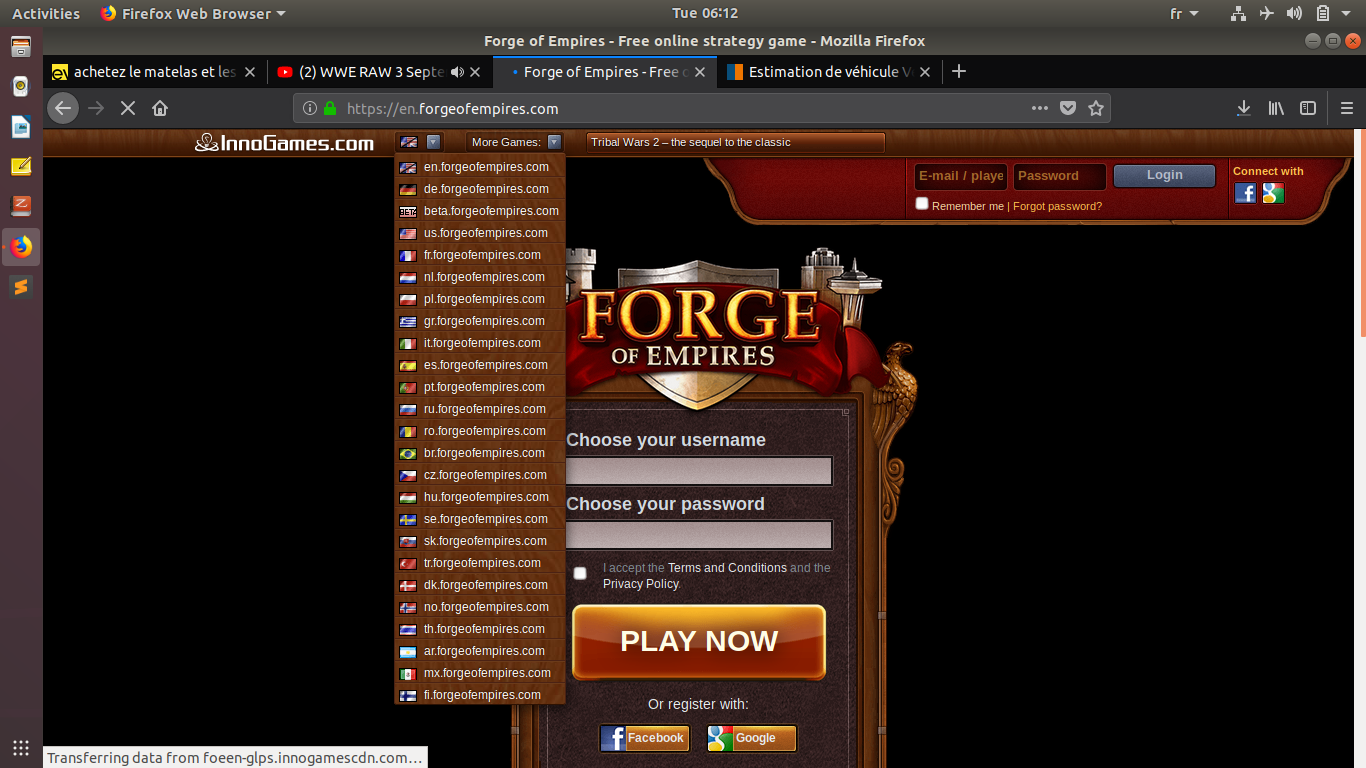 Activities
Firefox Web Browser
Tue 06:12
fr
Forge of Empires - Free online strategy game - Mozilla Firefox
achetez le matelas et les
(2) WWE RAW 3 Septe
Forge of Empires - Free o
Estimation de véhicule V
https://en.forgeofempires.com
InnoGames.com
More Games:
Tribal Wars 2 – the sequel to the classic
en.forgeofempires.com
de.forgeofempires.com
BETA beta.forgeofempires.com
us.forgeofempires.com
fr.forgeofempires.com
nl.forgeofempires.com
pl.forgeofempires.com
gr.forgeofempires.com
it.forgeofempires.com
es.forgeofempires.com
pt.forgeofempires.com
ru.forgeofempires.com
ro.forgeofempires.com
br.forgeofempires.com
cz.forgeofempires.com
hu.forgeofempires.com
se.forgeofempires.com
sk.forgeofempires.com
tr.forgeofempires.com
dk.forgeofempires.com
no.forgeofempires.com
th.forgeofempires.com
ar.forgeofempires.com
mx.forgeofempires.com
fi.forgeofempires.com
E-mail / playe
Password
Login
Remember me | Forgot password?
Connect with
FORGE
OF EMPIRES
Choose your username
Choose your password
I accept the Terms and Conditions and the
Privacy Policy.
PLAY NOW
Or register with:
Facebook
Google
Transferring data from foeen-glps.innogamescdn.com…